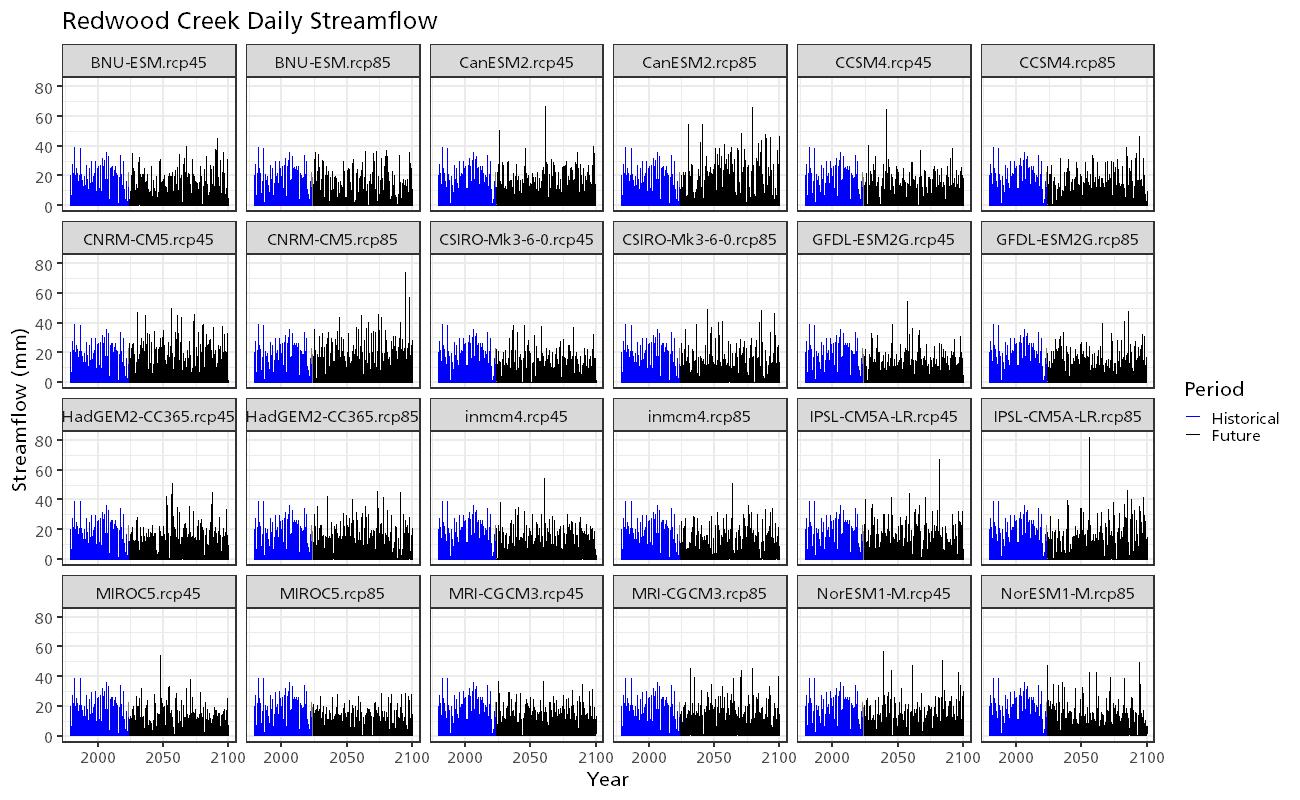 Redwood Creek Daily Streamflow
BNU-ESM.rcp45 BNU-ESM.rcp85 CanESM2.rcp45 CanESM2.rcp85 CCSM4.rcp45 CCSM4.rcp85
80
60
40
20
0
CNRM-CM5.rcp45 CNRM-CM5.rcp85 CSIRO-Mk3-6-0.rcp45 CSIRO-Mk3-6-0.rcp85 GFDL-ESM2G.rcp45 GFDL-ESM2G.rcp85
80
60
40
20
0
HadGEM2-CC365.rcp45 HadGEM2-CC365.rcp85 inmcm4.rcp45 inmcm4.rcp85 IPSL-CM5A-LR.rcp45 IPSL-CM5A-LR.rcp85
80
60
40
20
0
MIROC5.rcp45 MIROC5.rcp85 MRI-CGCM3.rcp45 MRI-CGCM3.rcp85 NorESM1-M.rcp45 NorESM1-M.rcp85
80
60
40
20
0
2000 2050 2100 2000 2050 2100 2000 2050 2100 2000 2050 2100 2000 2050 2100 2000 2050 2100
Year
Streamflow (mm)
Period
Historical
Future